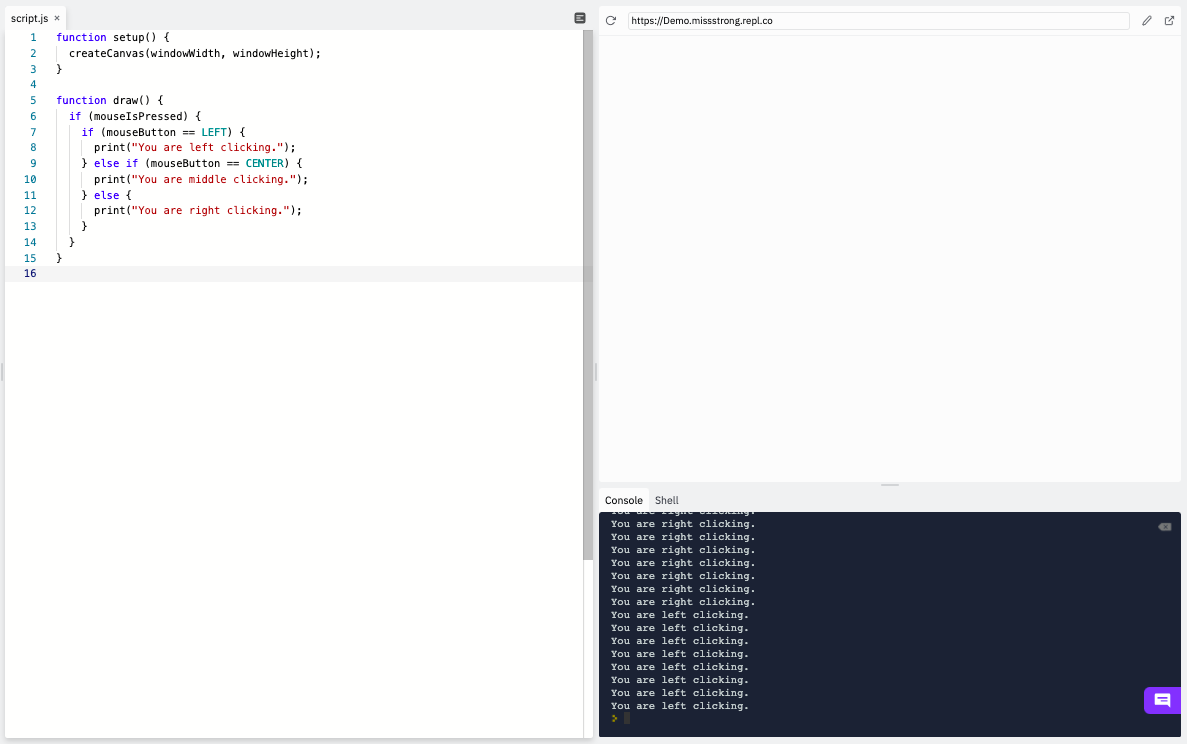 script.js ×
1 function setup() {
2 createCanvas(windowWidth, windowHeight);
3 }
4
5 function draw() {
6 if (mouseIsPressed) {
7 if (mouseButton == LEFT) {
8 print("You are left clicking.");
9 } else if (mouseButton == CENTER) {
10 print("You are middle clicking.");
11 } else {
12 print("You are right clicking.");
13 }
14 }
15 }
16
https://Demo.missstrong.repl.co
Console Shell
You are right clicking.
You are right clicking.
You are right clicking.
You are right clicking.
You are right clicking.
You are right clicking.
You are right clicking.
You are right clicking.
You are left clicking.
You are left clicking.
You are left clicking.
You are left clicking.
You are left clicking.
You are left clicking.
You are left clicking.
You are left clicking.
>